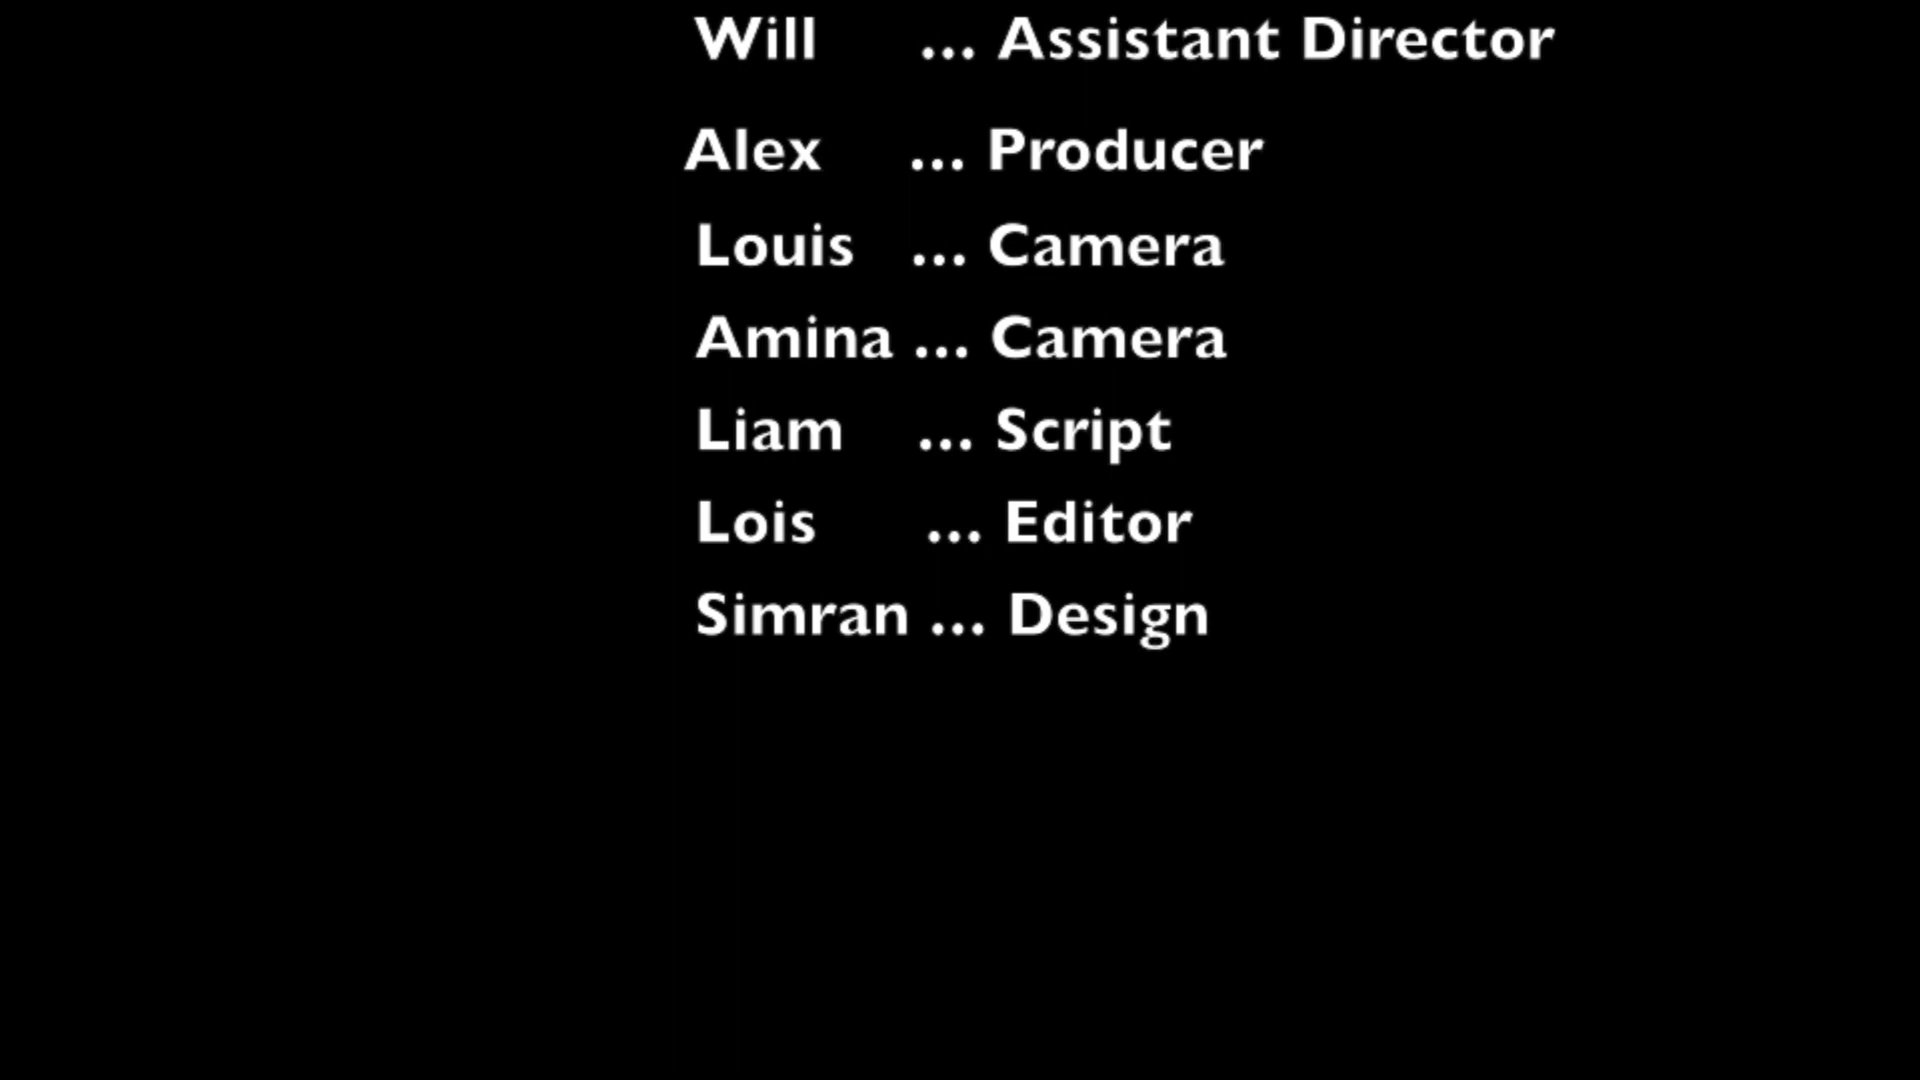 Will ... Assistant Director
Alex ... Producer
Louis ... Camera
Amina ... Camera
Liam ... Script
Lois ... Editor
Simran ... Design